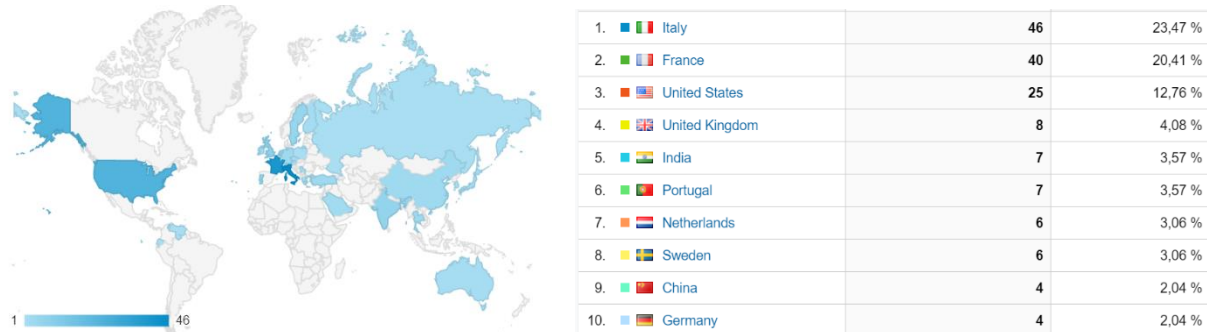 1 46
1. Italy 46 23,47 %
2. France 40 20,41 %
3. United States 25 12,76 %
4. United Kingdom 8 4,08 %
5. India 7 3,57 %
6. Portugal 7 3,57 %
7. Netherlands 6 3,06 %
8. Sweden 6 3,06 %
9. China 4 2,04 %
10. Germany 4 2,04 %